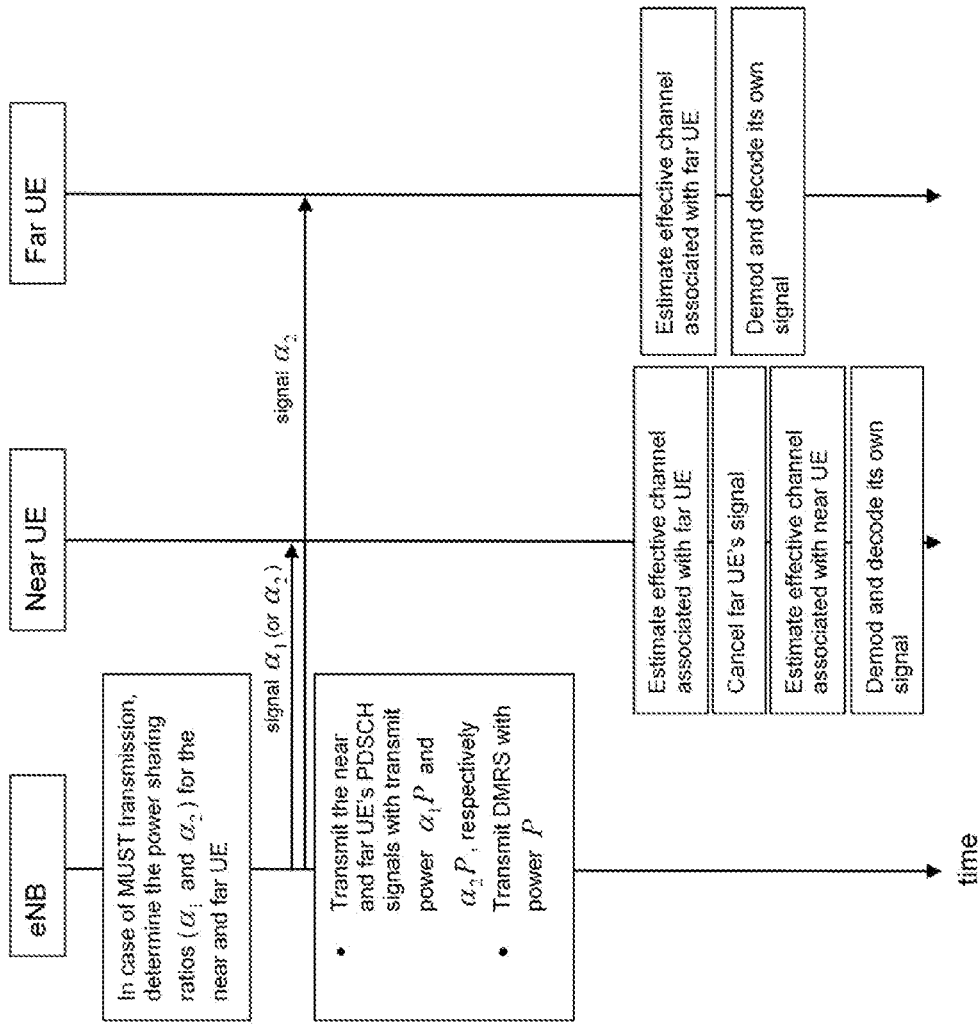 eNB
Near UE
Far UE
In case of MUST transmission,
determine the power sharing
ratios (α₁ and α₂) for the
near and far UE
signal α₁ (or α₂)
signal α₂
• Transmit the near
and far UE's PDSCH
signals with transmit
power α₁P and
α₂P, respectively
• Transmit DMRS with
power P
Estimate effective channel
associated with far UE
Cancel far UE's signal
Estimate effective channel
associated with near UE
Demod and decode its own
signal
Estimate effective channel
associated with far UE
Demod and decode its own
signal
time